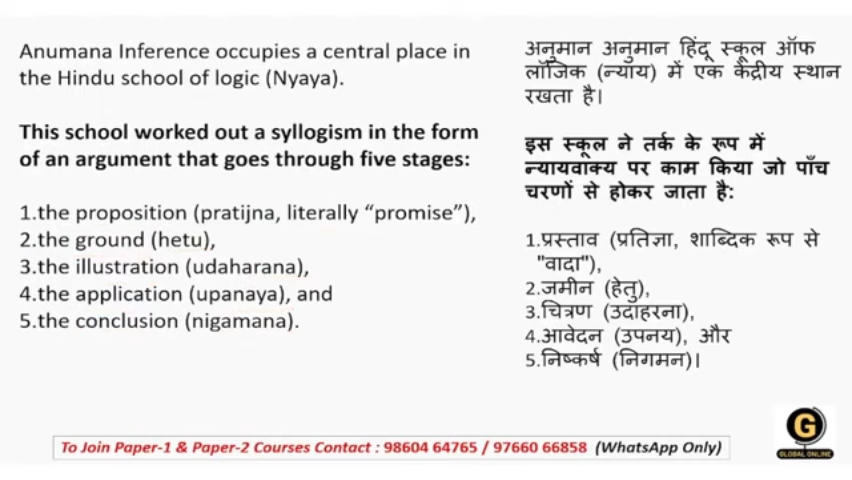 Anumana Inference occupies a central place in
the Hindu school of logic (Nyaya).
This school worked out a syllogism in the form
of an argument that goes through five stages:
1.the proposition (pratijna, literally “promise”),
2.the ground (hetu),
3.the illustration (udaharana),
4.the application (upanaya), and
5.the conclusion (nigamana).
अनुमान अनुमान हिंदू स्कूल ऑफ
लॉजिक (न्याय) में एक केंद्रीय स्थान
रखता है।
इस स्कूल ने तर्क के रूप में
न्यायवाक्य पर काम किया जो पाँच
चरणों से होकर जाता है:
1.प्रस्ताव (प्रतिज्ञा, शाब्दिक रूप से
"वादा"),
2.जमीन (हेतु),
3.चित्रण (उदाहरना),
4.आवेदन (उपनय), और
5.निष्कर्ष (निगमन)।
To Join Paper-1 & Paper-2 Courses Contact : 98604 64765 / 97660 66858 (WhatsApp Only)
G
GLOBAL ONLINE